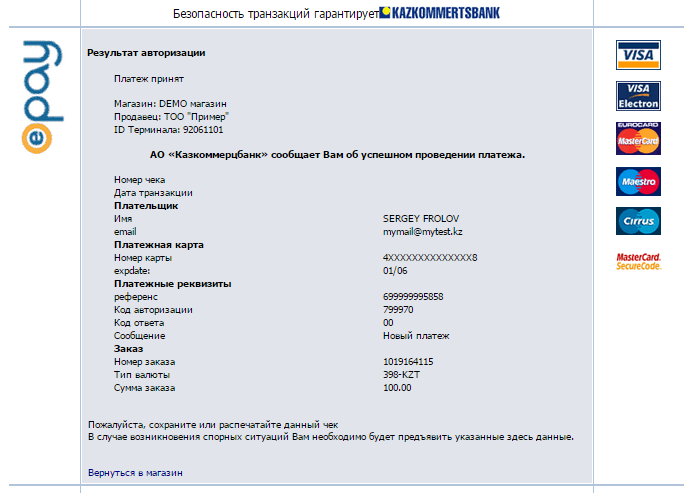 Безопасность транзакций гарантирует KAZKOMMERTSBANK
epay
Результат авторизации
Платеж принят
Магазин: DEMO магазин
Продавец: ТОО "Пример"
ID Терминала: 92061101
АО «Казкоммерцбанк» сообщает Вам об успешном проведении платежа.
Номер чека
Дата транзакции
Плательщик
Имя SERGEY FROLOV
email mymail@mytest.kz
Платежная карта
Номер карты 4XXXXXXXXXXXXXX8
expdate: 01/06
Платежные реквизиты
референс 699999995858
Код авторизации 799970
Код ответа 00
Сообщение Новый платеж
Заказ
Номер заказа 1019164115
Тип валюты 398-KZT
Сумма заказа 100.00
Пожалуйста, сохраните или распечатайте данный чек
В случае возникновения спорных ситуаций Вам необходимо будет предъявить указанные здесь данные.
Вернуться в магазин
VISA
VISA
Electron
EUROCARD
MasterCard
Maestro
Cirrus
MasterCard.
SecureCode.